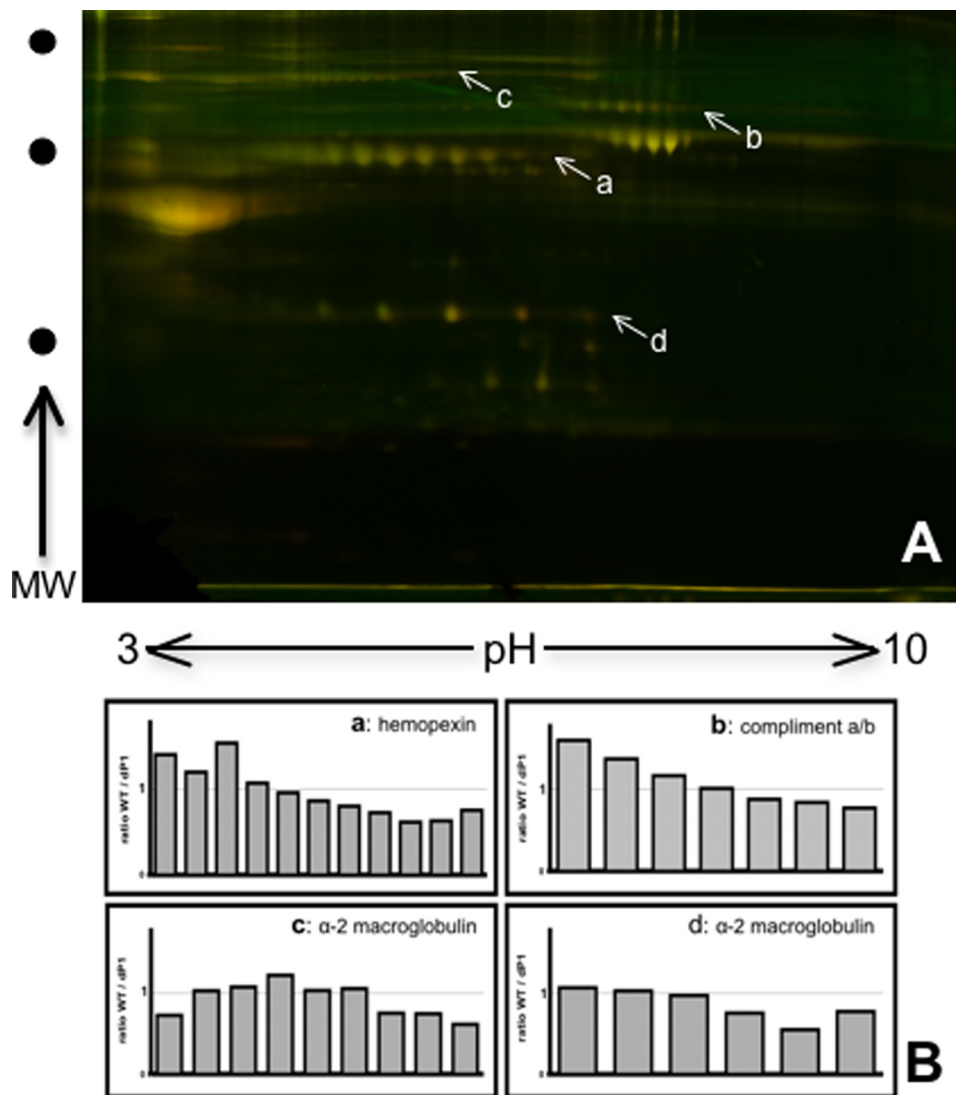 c
b
a
d
A
MW
3 pH 10
a: hemopexin
ratio WT / dP1
1
0
b: compliment a/b
ratio WT / dP1
1
0
c: α-2 macroglobulin
ratio WT / dP1
1
0
d: α-2 macroglobulin
ratio WT / dP1
1
0
B